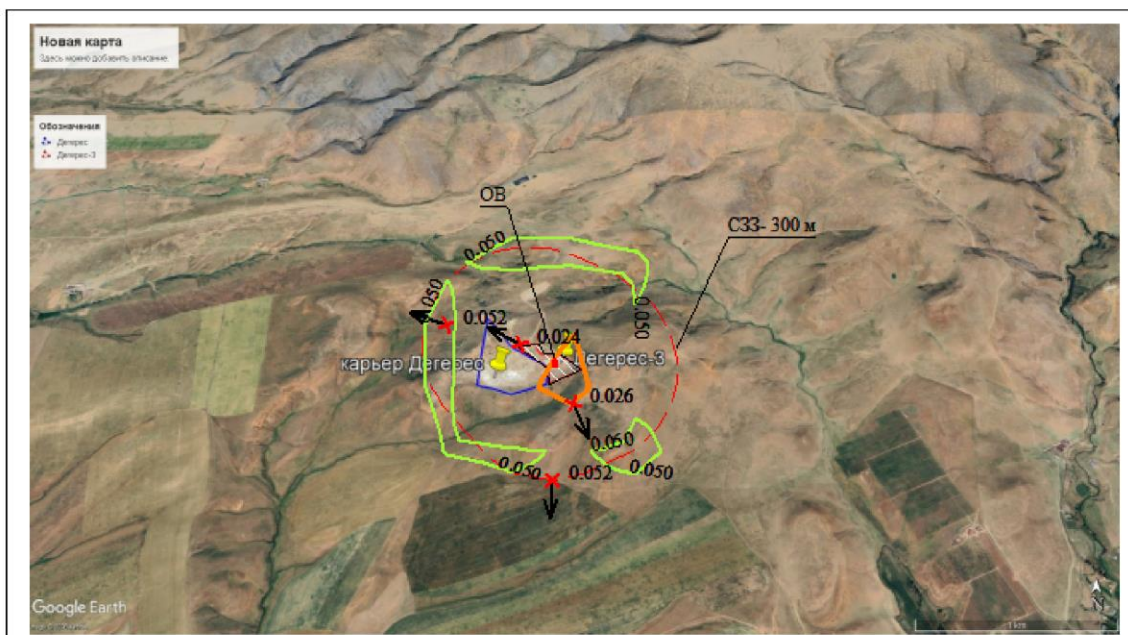 Новая карта
Здесь можно добавить описание
Обозначения
Дегерес
Дегерес-3
ОВ
СЗЗ- 300 м
0.050
0.050
0.050
0.052
0.024
карьер Дегерес
Дегерес-3
0.026
0.050
0.050
0.052
0.050
Google Earth
N
1 km